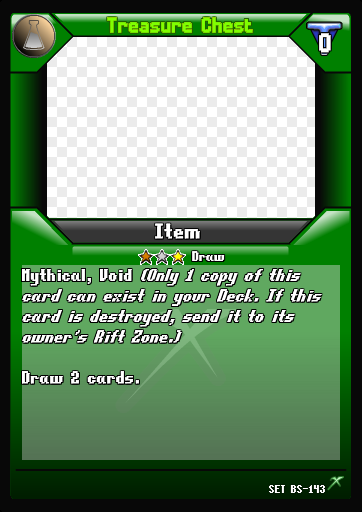 Treasure Chest
0
Item
Draw
Mythical, Void (Only 1 copy of this
card can exist in your Deck. If this
card is destroyed, send it to its
owner's Rift Zone.)
Draw 2 cards.
SET BS-143